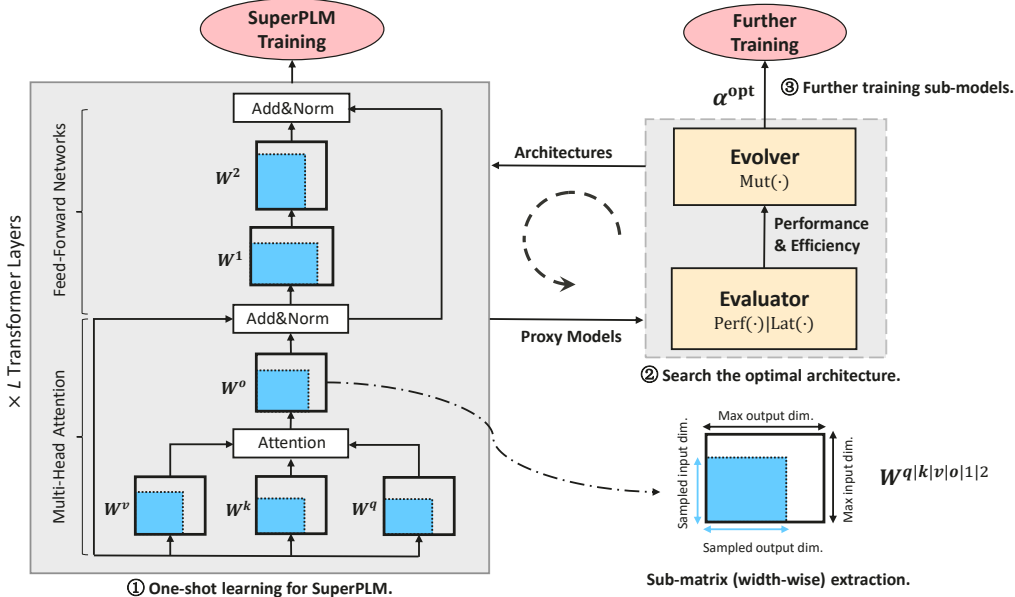 SuperPLM
Training
Further
Training
α^opt
③ Further training sub-models.
× L Transformer Layers
Feed-Forward Networks
Multi-Head Attention
Add&Norm
W^2
W^1
Add&Norm
W^o
Attention
W^v
W^k
W^q
① One-shot learning for SuperPLM.
Architectures
Proxy Models
Evolver
Mut(·)
Performance
& Efficiency
Evaluator
Perf(·)|Lat(·)
② Search the optimal architecture.
Max output dim.
Sampled input dim.
Max input dim.
W^q|k|v|o|1|2
Sampled output dim.
Sub-matrix (width-wise) extraction.